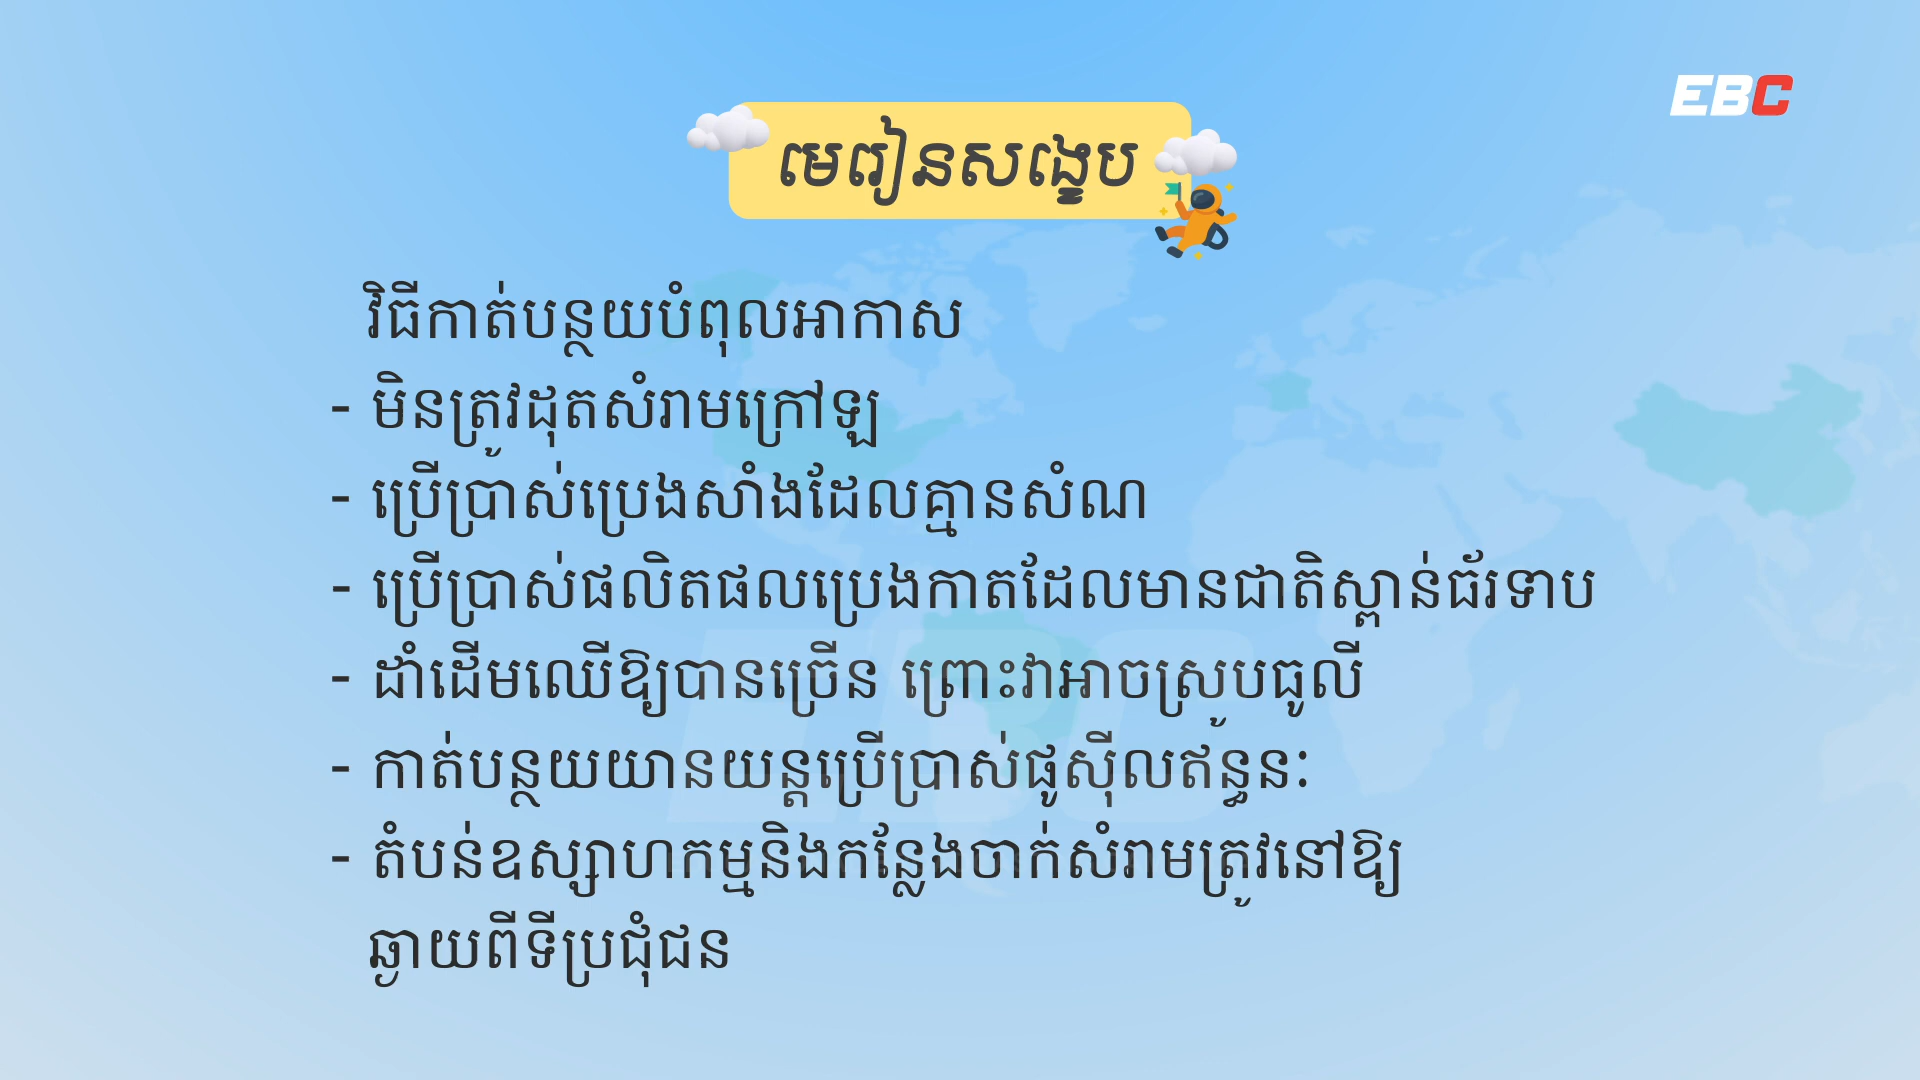 EBC
មេរៀនសង្ខេប
វិធីកាត់បន្ថយបំពុលអាកាស
- មិនត្រូវដុតសំរាមក្រៅឡ
- ប្រើប្រាស់ប្រេងសាំងដែលគ្មានសំណ
- ប្រើប្រាស់ផលិតផលប្រេងកាតដែលមានជាតិស្ពាន់ធ័រទាប
- ដាំដើមឈើឱ្យបានច្រើន ព្រោះវាអាចស្រូបធូលី
- កាត់បន្ថយយានយន្តប្រើប្រាស់ផូស៊ីលឥន្ធនៈ
- តំបន់ឧស្សាហកម្មនិងកន្លែងចាក់សំរាមត្រូវនៅឱ្យ
ឆ្ងាយពីទីប្រជុំជន
EBC